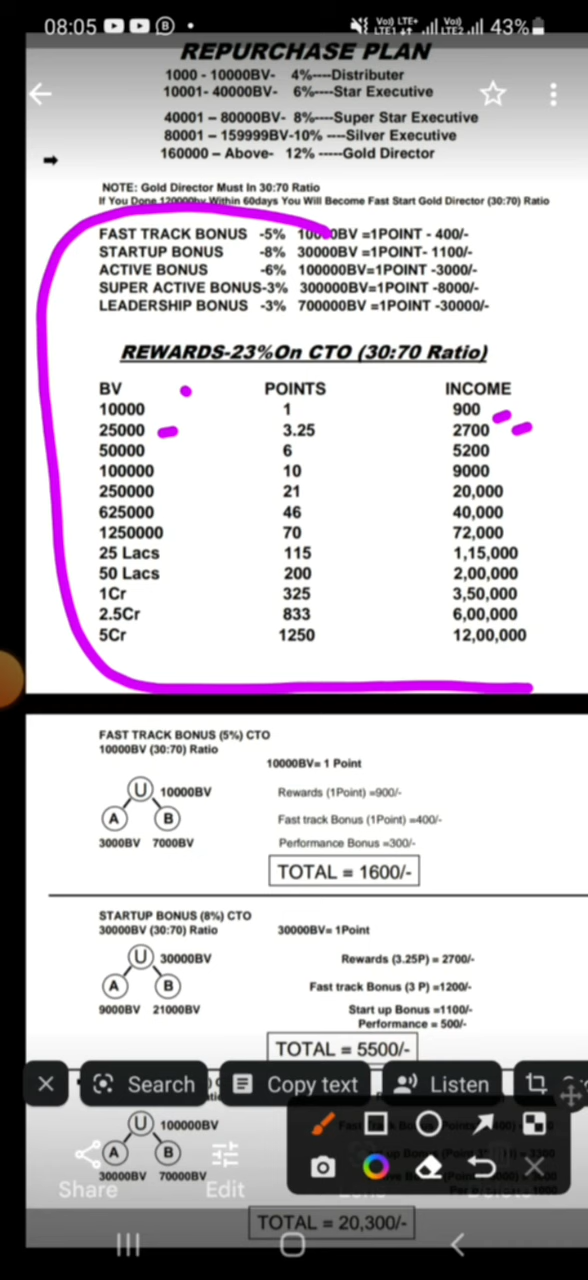 08:05 43%
Vo) LTE+ LTE1 Vo) LTE2
REPURCHASE PLAN
1000 - 10000BV- 4%----Distributer
10001- 40000BV- 6%----Star Executive
40001 – 80000BV- 8%----Super Star Executive
80001 – 159999BV-10% ----Silver Executive
160000 – Above- 12% -----Gold Director
NOTE: Gold Director Must In 30:70 Ratio
If You Done 120000bv Within 60days You Will Become Fast Start Gold Director (30:70) Ratio
FAST TRACK BONUS -5% 10000BV =1POINT - 400/-
STARTUP BONUS -8% 30000BV =1POINT- 1100/-
ACTIVE BONUS -6% 100000BV=1POINT -3000/-
SUPER ACTIVE BONUS-3% 300000BV=1POINT -8000/-
LEADERSHIP BONUS -3% 700000BV =1POINT -30000/-
REWARDS-23%On CTO (30:70 Ratio)
BV POINTS INCOME
10000 1 900
25000 3.25 2700
50000 6 5200
100000 10 9000
250000 21 20,000
625000 46 40,000
1250000 70 72,000
25 Lacs 115 1,15,000
50 Lacs 200 2,00,000
1Cr 325 3,50,000
2.5Cr 833 6,00,000
5Cr 1250 12,00,000
FAST TRACK BONUS (5%) CTO
10000BV (30:70) Ratio
10000BV= 1 Point
U 10000BV
Rewards (1Point) =900/-
A B
Fast track Bonus (1Point) =400/-
3000BV 7000BV
Performance Bonus =300/-
TOTAL = 1600/-
STARTUP BONUS (8%) CTO
30000BV (30:70) Ratio
30000BV= 1Point
U 30000BV
Rewards (3.25P) = 2700/-
A B
Fast track Bonus (3 P) =1200/-
9000BV 21000BV
Start up Bonus =1100/-
Performance = 500/-
TOTAL = 5500/-
Search Copy text Listen
U 100000BV
A B
30000BV 70000BV
Share Edit
TOTAL = 20,300/-